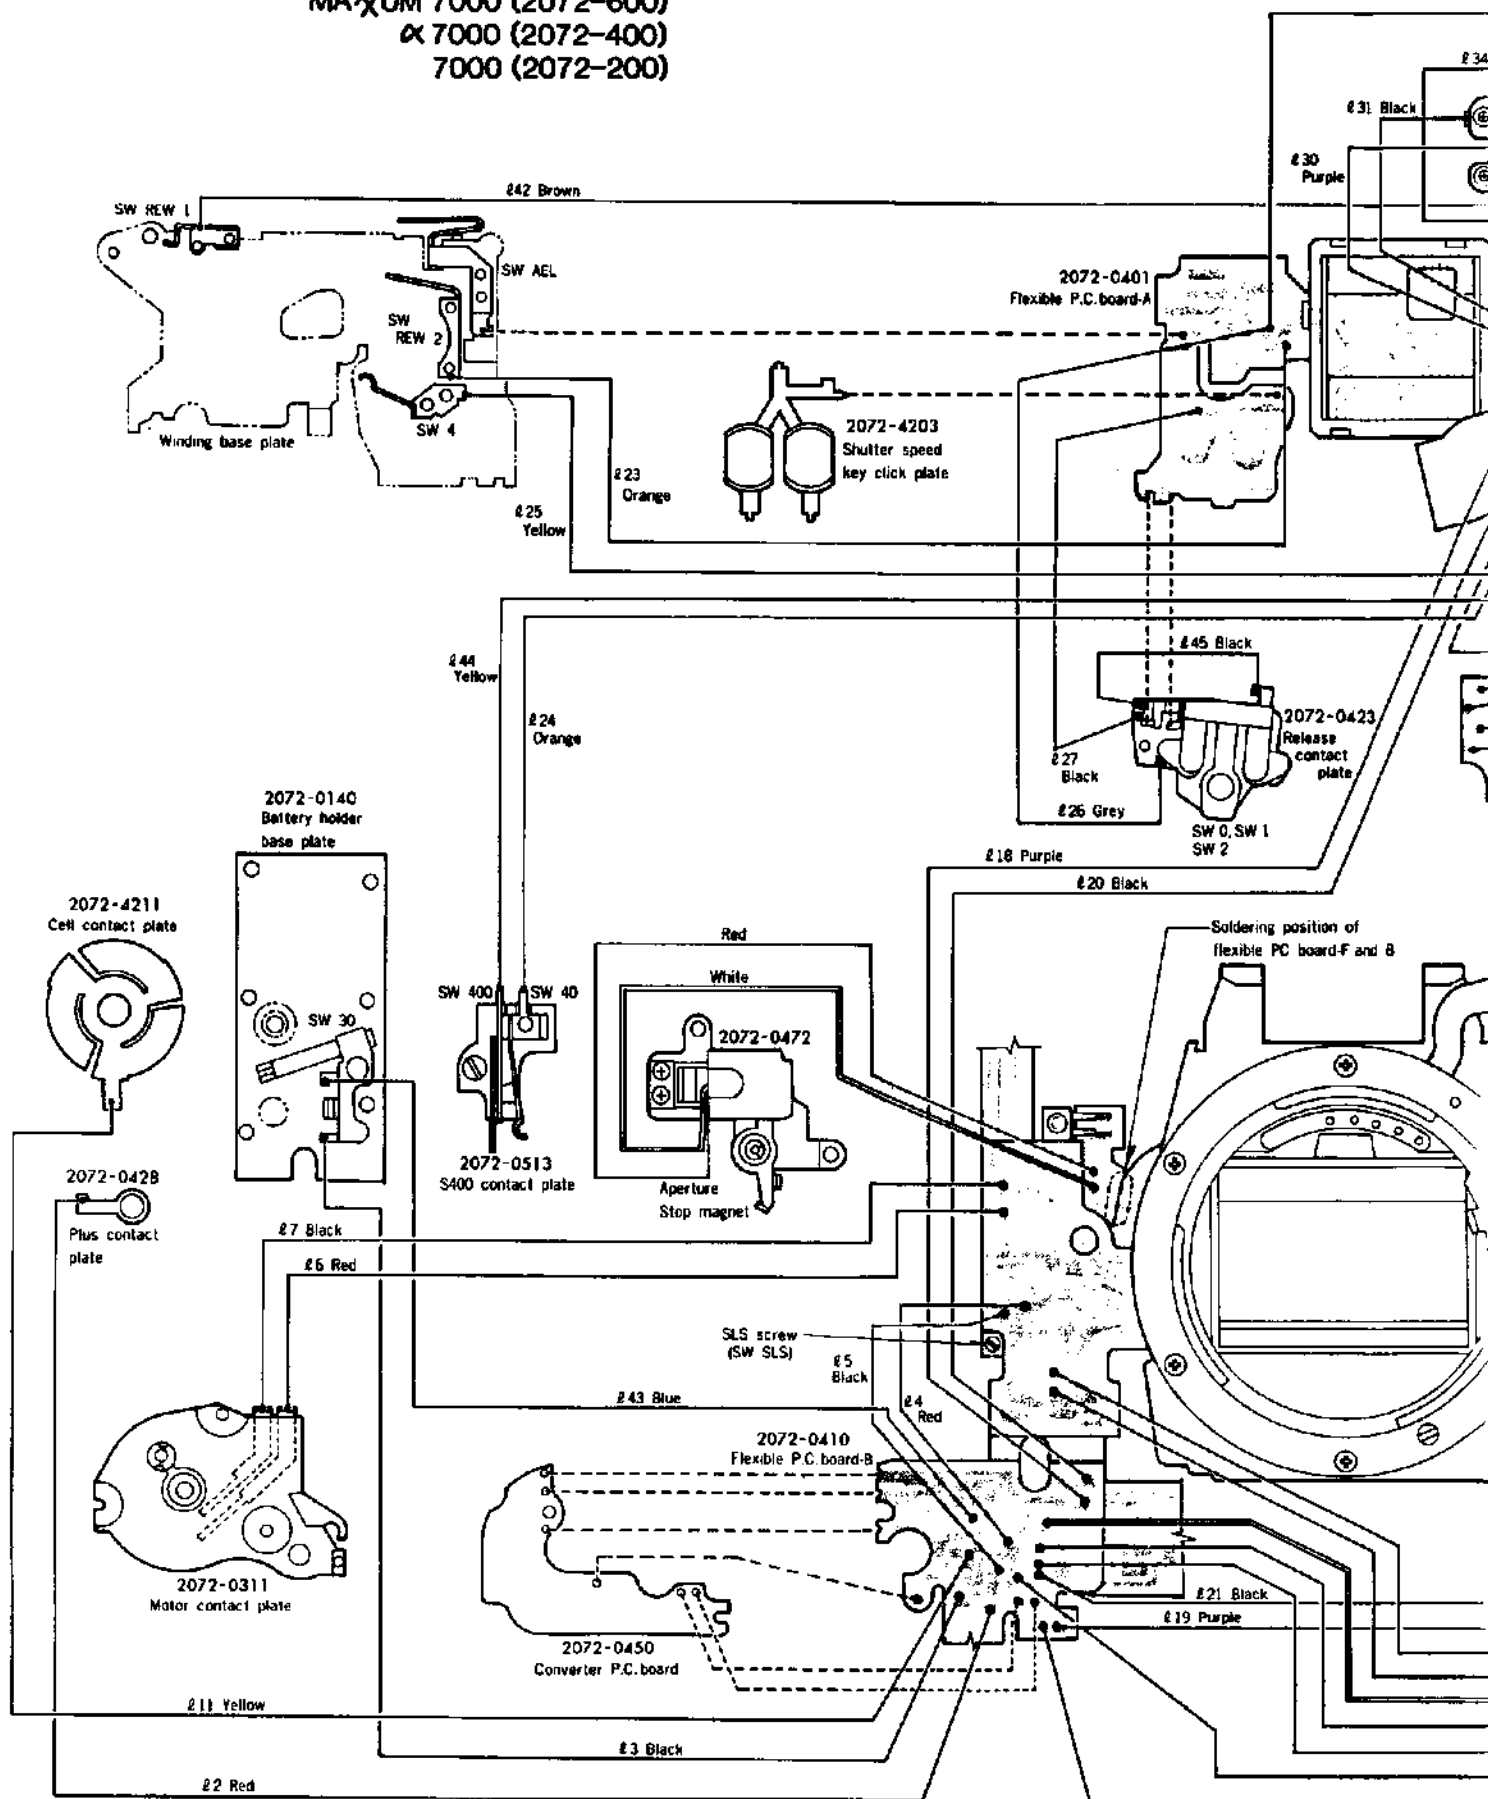 MAXXUM 7000 (2072-600)
α 7000 (2072-400)
7000 (2072-200)
ℓ34
ℓ31 Black
ℓ30
Purple
ℓ42 Brown
SW REW 1
SW AEL
SW
REW 2
SW 4
Winding base plate
2072-0401
Flexible P.C.board-A
2072-4203
Shutter speed
key click plate
ℓ23
Orange
ℓ25
Yellow
ℓ45 Black
ℓ44
Yellow
ℓ24
Orange
2072-0423
Release
contact
plate
ℓ27
Black
ℓ26 Grey
SW 0, SW 1
SW 2
2072-0140
Battery holder
base plate
ℓ18 Purple
ℓ20 Black
2072-4211
Cell contact plate
Red
Soldering position of
flexible PC board-F and B
White
SW 400
SW 40
SW 30
2072-0472
2072-0513
S400 contact plate
Aperture
Stop magnet
2072-0428
Plus contact
plate
ℓ7 Black
ℓ6 Red
SLS screw
(SW SLS)
ℓ5
Black
ℓ43 Blue
ℓ4
Red
2072-0410
Flexible P.C.board-B
2072-0311
Motor contact plate
ℓ21 Black
ℓ19 Purple
2072-0450
Converter P.C.board
ℓ11 Yellow
ℓ3 Black
ℓ2 Red